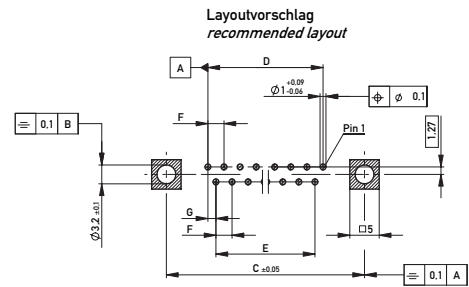 Layoutvorschlag
recommended layout
A
D
+0,09
Ø1 -0,06
⌖ ø 0,1
F
⌯ 0,1 B
Pin 1
1,27
Ø3,2 ±0,1
G
F
E
□5
C ±0,05
⌯ 0,1 A